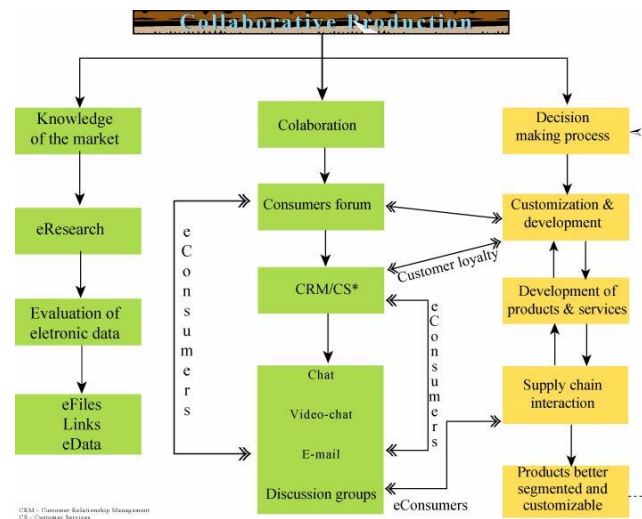 Collaborative Production
Knowledge
of the market
eResearch
Evaluation of
eletronic data
eFiles
Links
eData
Colaboration
Consumers forum
CRM/CS*
Chat
Video-chat
E-mail
Discussion groups
eConsumers
Customer loyalty
eConsumers
eConsumers
Decision
making process
Customization &
development
Development of
products & services
Supply chain
interaction
Products better
segmented and
customizable
CRM - Customer Relationship Management
CS - Customer Services